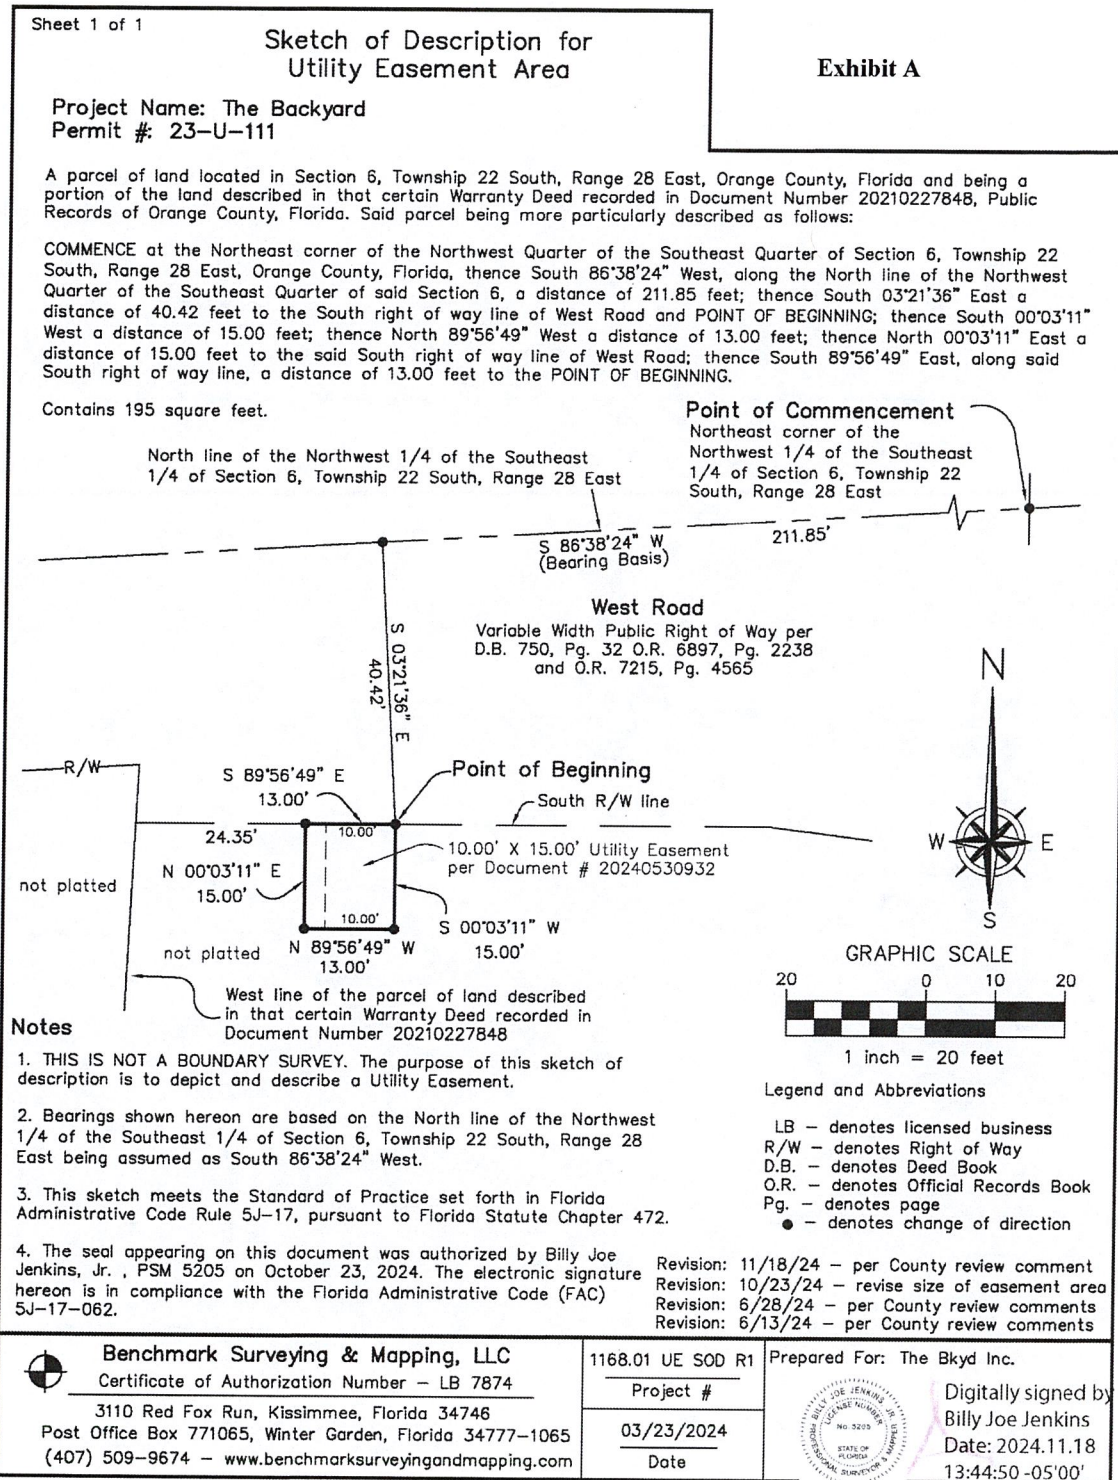 Sheet 1 of 1
Sketch of Description for
Utility Easement Area
Exhibit A
Project Name: The Backyard
Permit #: 23-U-111
A parcel of land located in Section 6, Township 22 South, Range 28 East, Orange County, Florida and being a
portion of the land described in that certain Warranty Deed recorded in Document Number 20210227848, Public
Records of Orange County, Florida. Said parcel being more particularly described as follows:
COMMENCE at the Northeast corner of the Northwest Quarter of the Southeast Quarter of Section 6, Township 22
South, Range 28 East, Orange County, Florida, thence South 86°38'24" West, along the North line of the Northwest
Quarter of the Southeast Quarter of said Section 6, a distance of 211.85 feet; thence South 03°21'36" East a
distance of 40.42 feet to the South right of way line of West Road and POINT OF BEGINNING; thence South 00°03'11"
West a distance of 15.00 feet; thence North 89°56'49" West a distance of 13.00 feet; thence North 00°03'11" East a
distance of 15.00 feet to the said South right of way line of West Road; thence South 89°56'49" East, along said
South right of way line, a distance of 13.00 feet to the POINT OF BEGINNING.
Contains 195 square feet.
Point of Commencement
Northeast corner of the
Northwest 1/4 of the Southeast
1/4 of Section 6, Township 22
South, Range 28 East
North line of the Northwest 1/4 of the Southeast
1/4 of Section 6, Township 22 South, Range 28 East
S 86°38'24" W
(Bearing Basis)
211.85'
West Road
Variable Width Public Right of Way per
D.B. 750, Pg. 32 O.R. 6897, Pg. 2238
and O.R. 7215, Pg. 4565
S 03°21'36" E
40.42'
N
W
E
S
R/W
S 89°56'49" E
13.00'
Point of Beginning
South R/W line
24.35'
10.00'
10.00' X 15.00' Utility Easement
per Document # 20240530932
N 00°03'11" E
15.00'
not platted
10.00'
S 00°03'11" W
15.00'
not platted
N 89°56'49" W
13.00'
West line of the parcel of land described
in that certain Warranty Deed recorded in
Document Number 20210227848
GRAPHIC SCALE
20 0 10 20
1 inch = 20 feet
Notes
1. THIS IS NOT A BOUNDARY SURVEY. The purpose of this sketch of
description is to depict and describe a Utility Easement.
2. Bearings shown hereon are based on the North line of the Northwest
1/4 of the Southeast 1/4 of Section 6, Township 22 South, Range 28
East being assumed as South 86°38'24" West.
3. This sketch meets the Standard of Practice set forth in Florida
Administrative Code Rule 5J-17, pursuant to Florida Statute Chapter 472.
4. The seal appearing on this document was authorized by Billy Joe
Jenkins, Jr. , PSM 5205 on October 23, 2024. The electronic signature
hereon is in compliance with the Florida Administrative Code (FAC)
5J-17-062.
Legend and Abbreviations
LB - denotes licensed business
R/W - denotes Right of Way
D.B. - denotes Deed Book
O.R. - denotes Official Records Book
Pg. - denotes page
● - denotes change of direction
Revision: 11/18/24 - per County review comment
Revision: 10/23/24 - revise size of easement area
Revision: 6/28/24 - per County review comments
Revision: 6/13/24 - per County review comments
Benchmark Surveying & Mapping, LLC
Certificate of Authorization Number - LB 7874
3110 Red Fox Run, Kissimmee, Florida 34746
Post Office Box 771065, Winter Garden, Florida 34777-1065
(407) 509-9674 - www.benchmarksurveyingandmapping.com
1168.01 UE SOD R1
Project #
03/23/2024
Date
Prepared For: The Bkyd Inc.
BILLY JOE JENKINS, JR.
LICENSE NUMBER
No. 5205
STATE OF
FLORIDA
PROFESSIONAL SURVEYOR & MAPPER
Digitally signed by
Billy Joe Jenkins
Date: 2024.11.18
13:44:50 -05'00'